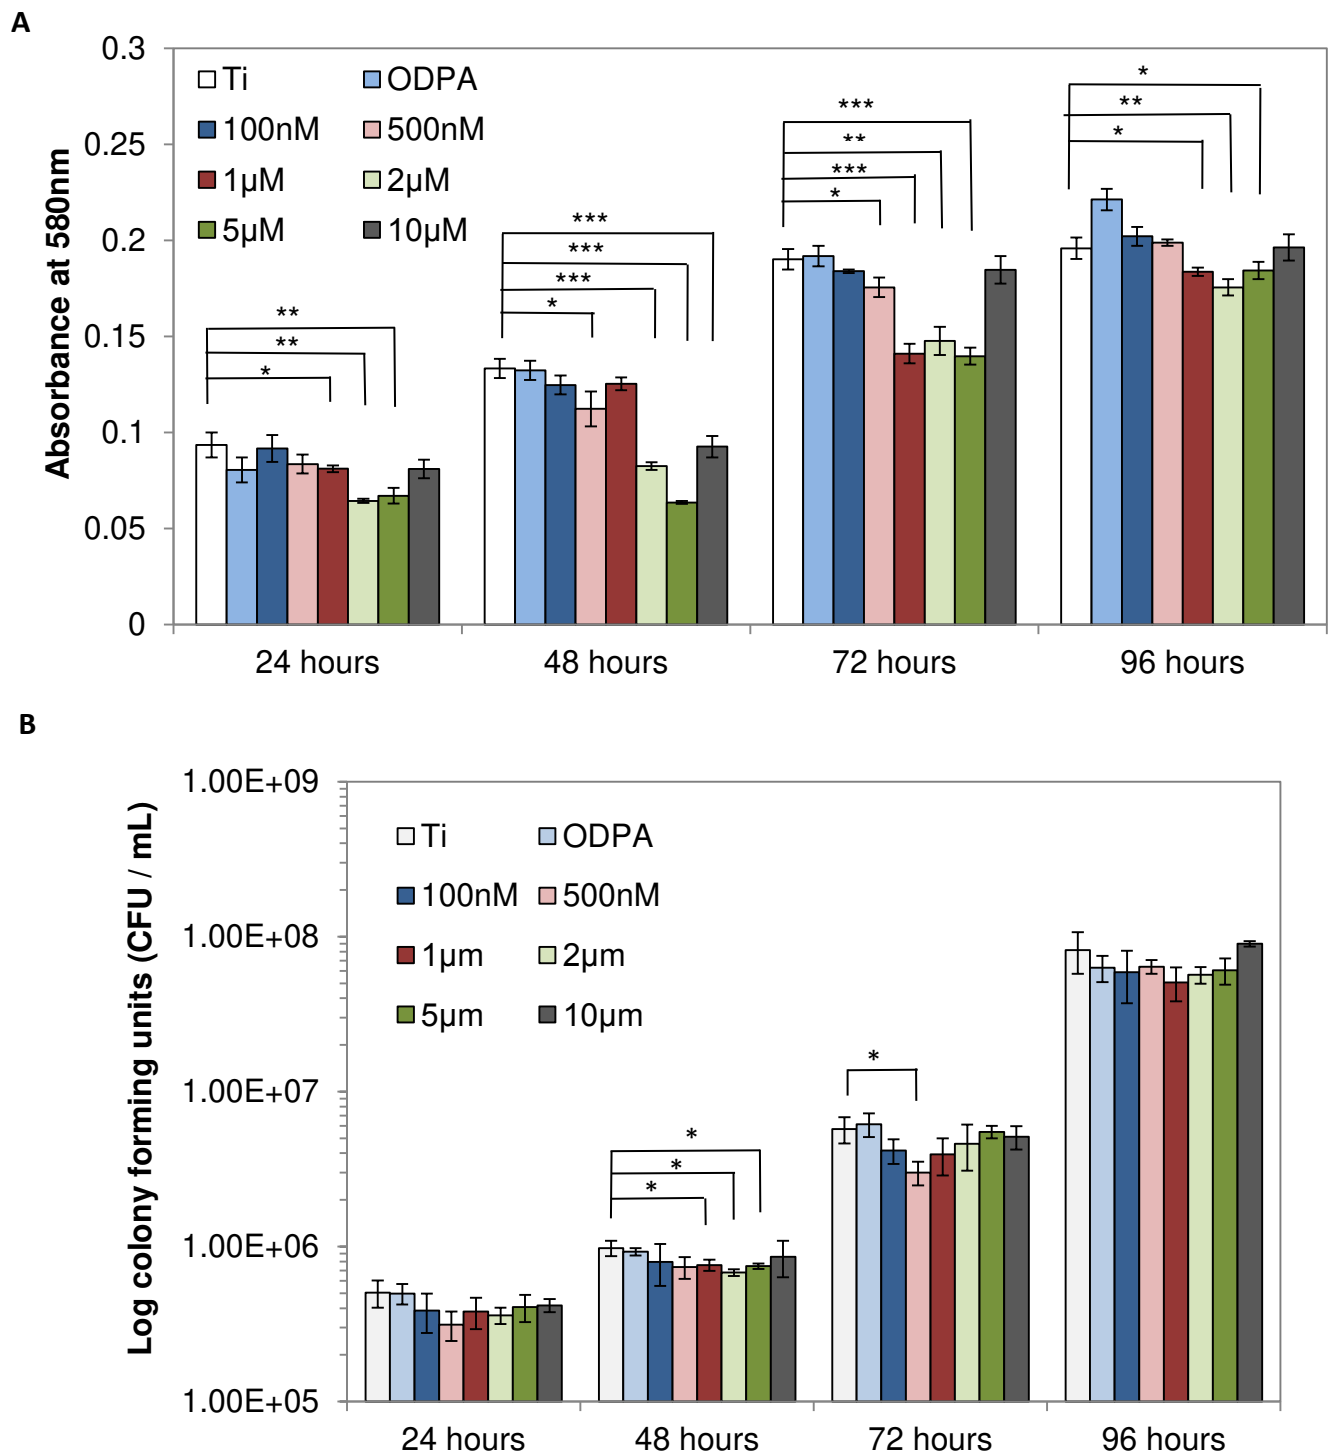 A
Absorbance at 580nm
0.3
0.25
0.2
0.15
0.1
0.05
0
Ti ODPA
100nM 500nM
1µM 2µM
5µM 10µM
**
**
*
***
***
***
*
***
**
***
*
*
**
*
24 hours 48 hours 72 hours 96 hours
B
Log colony forming units (CFU / mL)
1.00E+09
1.00E+08
1.00E+07
1.00E+06
1.00E+05
Ti ODPA
100nM 500nM
1µm 2µm
5µm 10µm
*
*
*
*
24 hours 48 hours 72 hours 96 hours